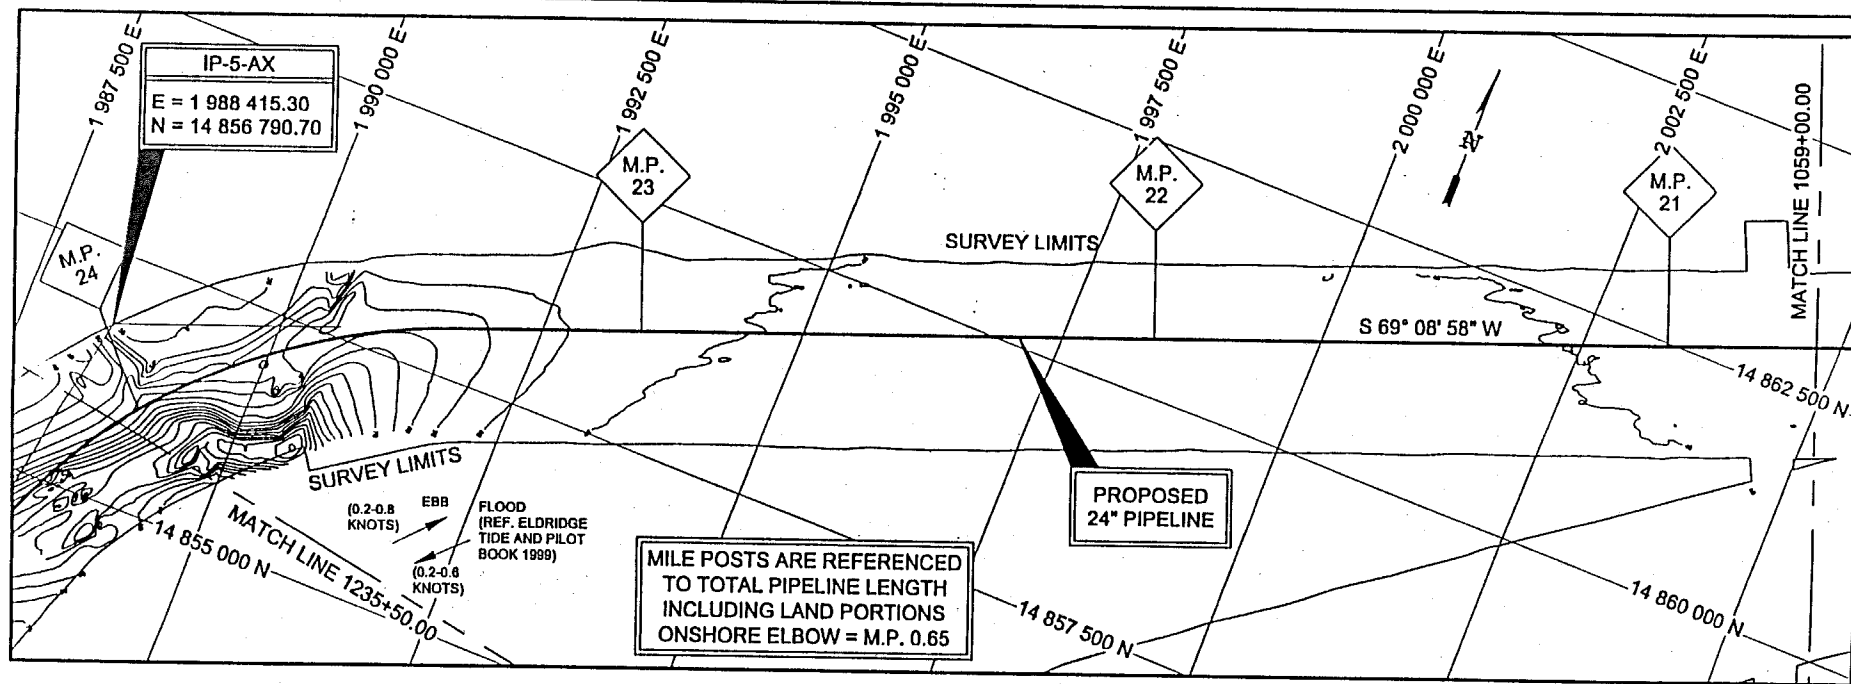 1 987 500 E
1 990 000 E
1 992 500 E
1 995 000 E
1 997 500 E
2 000 000 E
2 002 500 E
IP-5-AX
E = 1 988 415.30
N = 14 856 790.70
M.P.
24
M.P.
23
M.P.
22
M.P.
21
N
MATCH LINE 1059+00.00
SURVEY LIMITS
S 69° 08' 58" W
14 862 500 N
SURVEY LIMITS
PROPOSED
24" PIPELINE
(0.2-0.8
KNOTS)
EBB
FLOOD
(REF. ELDRIDGE
TIDE AND PILOT
BOOK 1999)
(0.2-0.6
KNOTS)
14 855 000 N
MATCH LINE 1235+50.00
MILE POSTS ARE REFERENCED
TO TOTAL PIPELINE LENGTH
INCLUDING LAND PORTIONS
ONSHORE ELBOW = M.P. 0.65
14 857 500 N
14 860 000 N